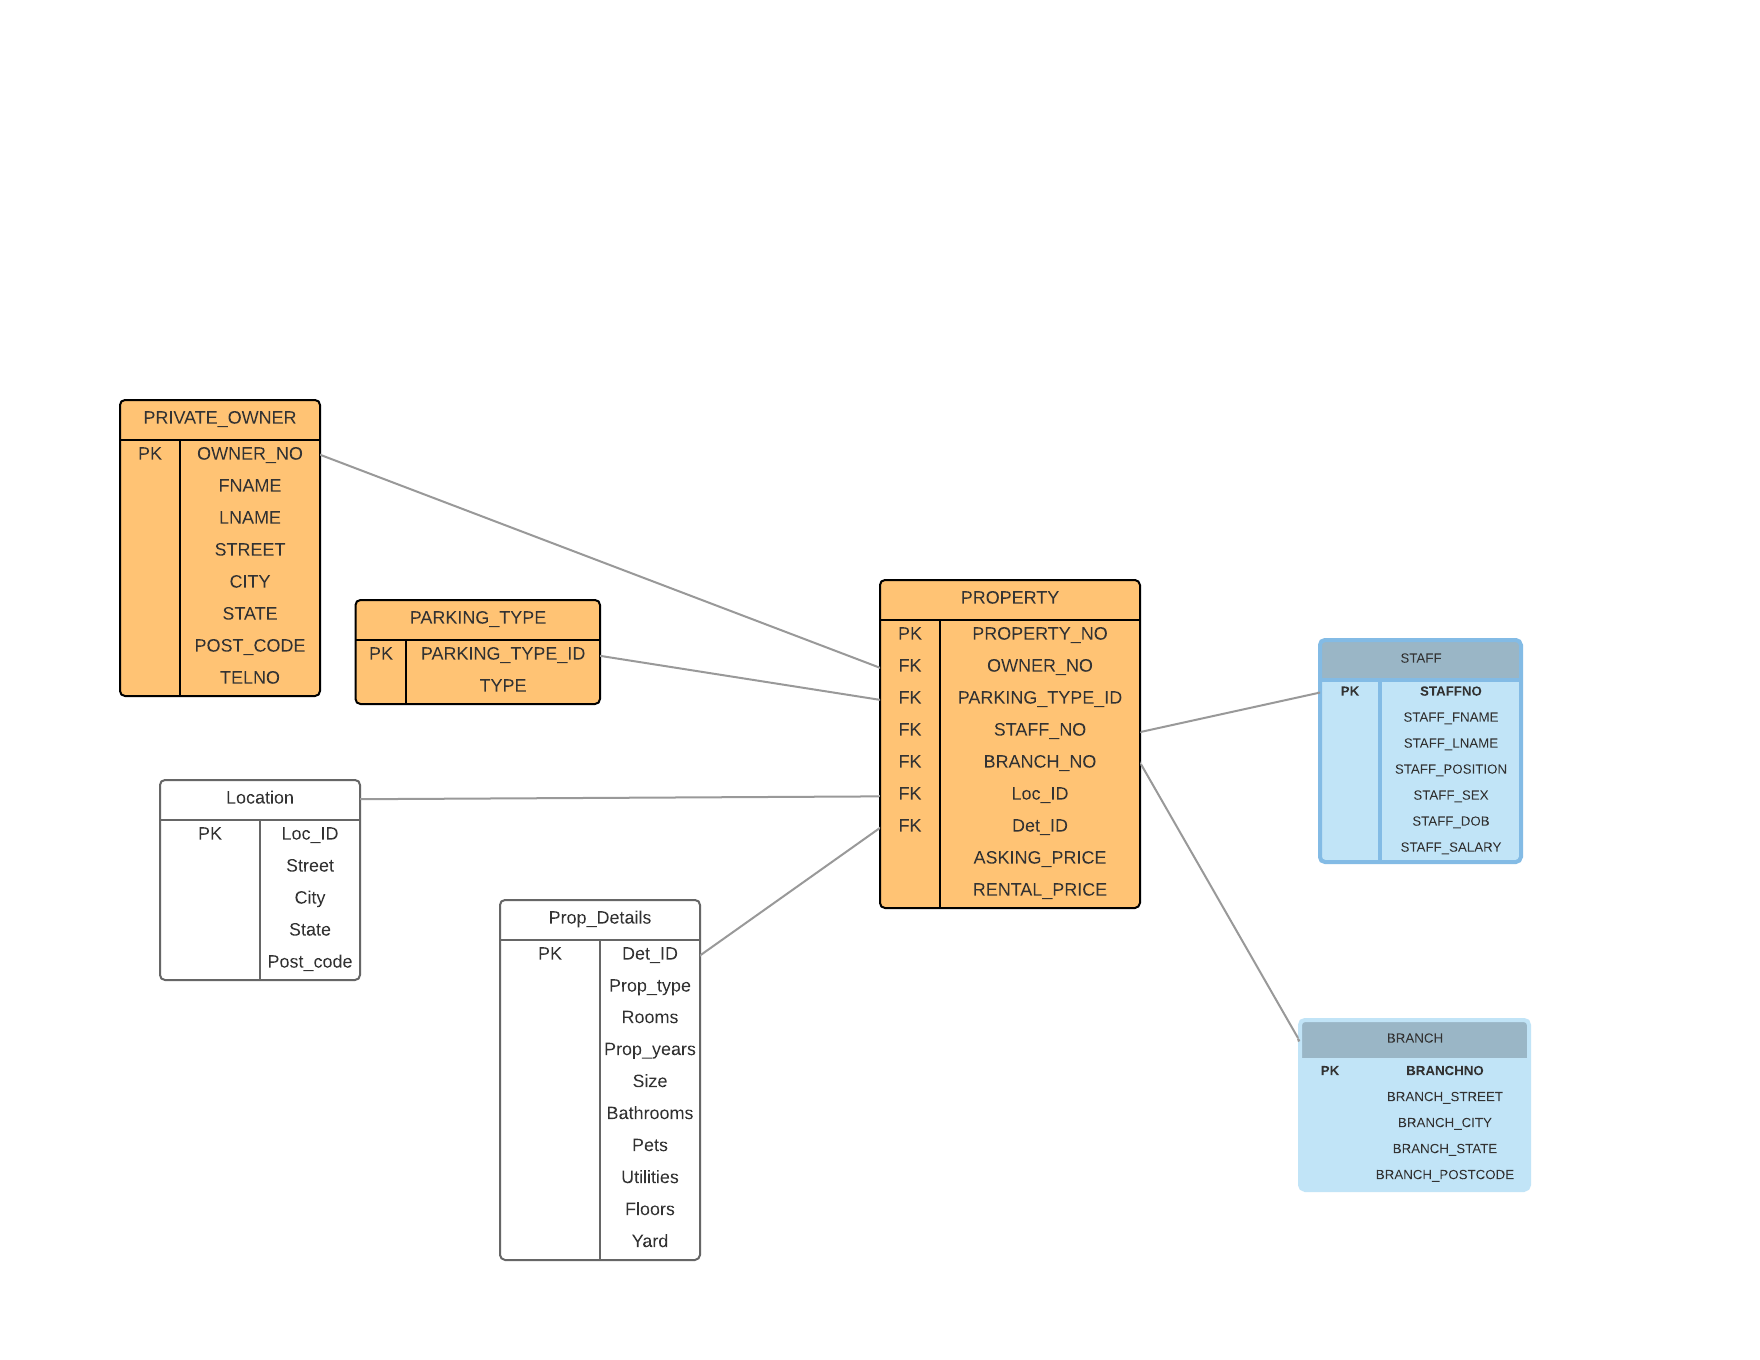 PRIVATE_OWNER
PK OWNER_NO
FNAME
LNAME
STREET
CITY
STATE
POST_CODE
TELNO
PARKING_TYPE
PK PARKING_TYPE_ID
TYPE
PROPERTY
PK PROPERTY_NO
FK OWNER_NO
FK PARKING_TYPE_ID
FK STAFF_NO
FK BRANCH_NO
FK Loc_ID
FK Det_ID
ASKING_PRICE
RENTAL_PRICE
STAFF
PK STAFFNO
STAFF_FNAME
STAFF_LNAME
STAFF_POSITION
STAFF_SEX
STAFF_DOB
STAFF_SALARY
Location
PK Loc_ID
Street
City
State
Post_code
Prop_Details
PK Det_ID
Prop_type
Rooms
Prop_years
Size
Bathrooms
Pets
Utilities
Floors
Yard
BRANCH
PK BRANCHNO
BRANCH_STREET
BRANCH_CITY
BRANCH_STATE
BRANCH_POSTCODE